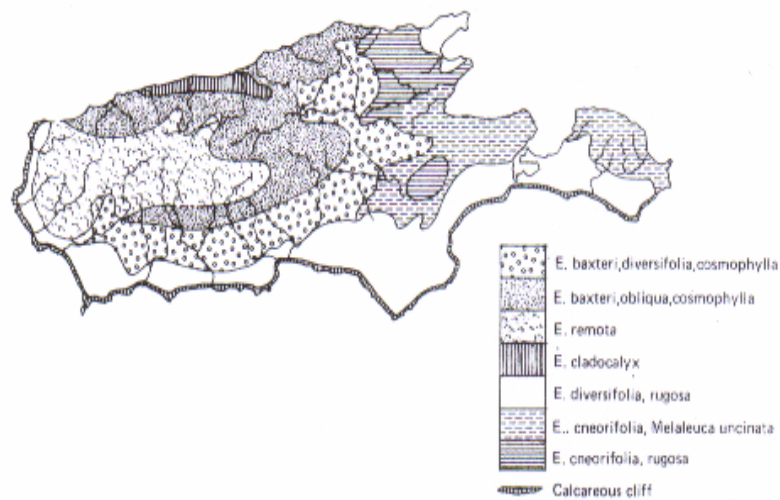 E. baxteri,diversifolia,cosmophylla
E. baxteri,obliqua,cosmophylla
E. remota
E. cladocalyx
E. diversifolia, rugosa
E.. cneorifolia, Melaleuca uncinata
E. cneorifolia, rugosa
Calcareous cliff